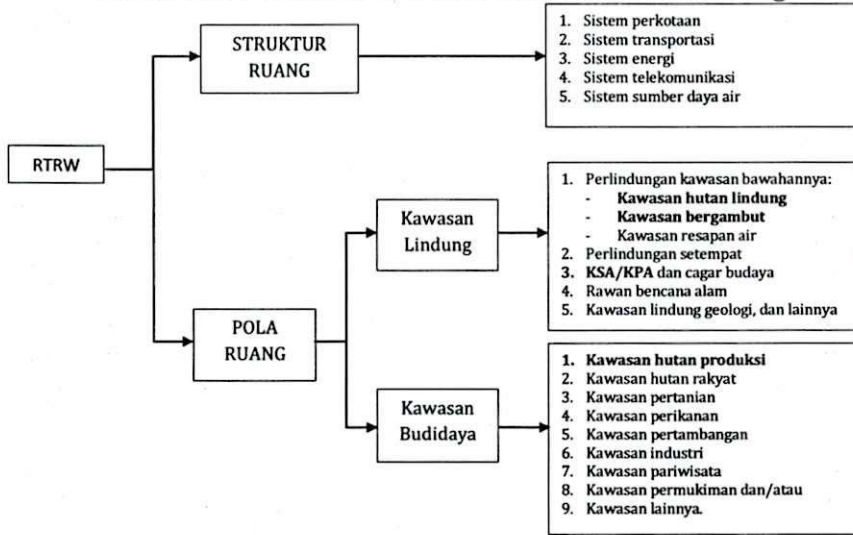 RTRW
STRUKTUR
RUANG
1. Sistem perkotaan
2. Sistem transportasi
3. Sistem energi
4. Sistem telekomunikasi
5. Sistem sumber daya air
POLA
RUANG
Kawasan
Lindung
1. Perlindungan kawasan bawahannya:
- Kawasan hutan lindung
- Kawasan bergambut
- Kawasan resapan air
2. Perlindungan setempat
3. KSA/KPA dan cagar budaya
4. Rawan bencana alam
5. Kawasan lindung geologi, dan lainnya
Kawasan
Budidaya
1. Kawasan hutan produksi
2. Kawasan hutan rakyat
3. Kawasan pertanian
4. Kawasan perikanan
5. Kawasan pertambangan
6. Kawasan industri
7. Kawasan pariwisata
8. Kawasan permukiman dan/atau
9. Kawasan lainnya.